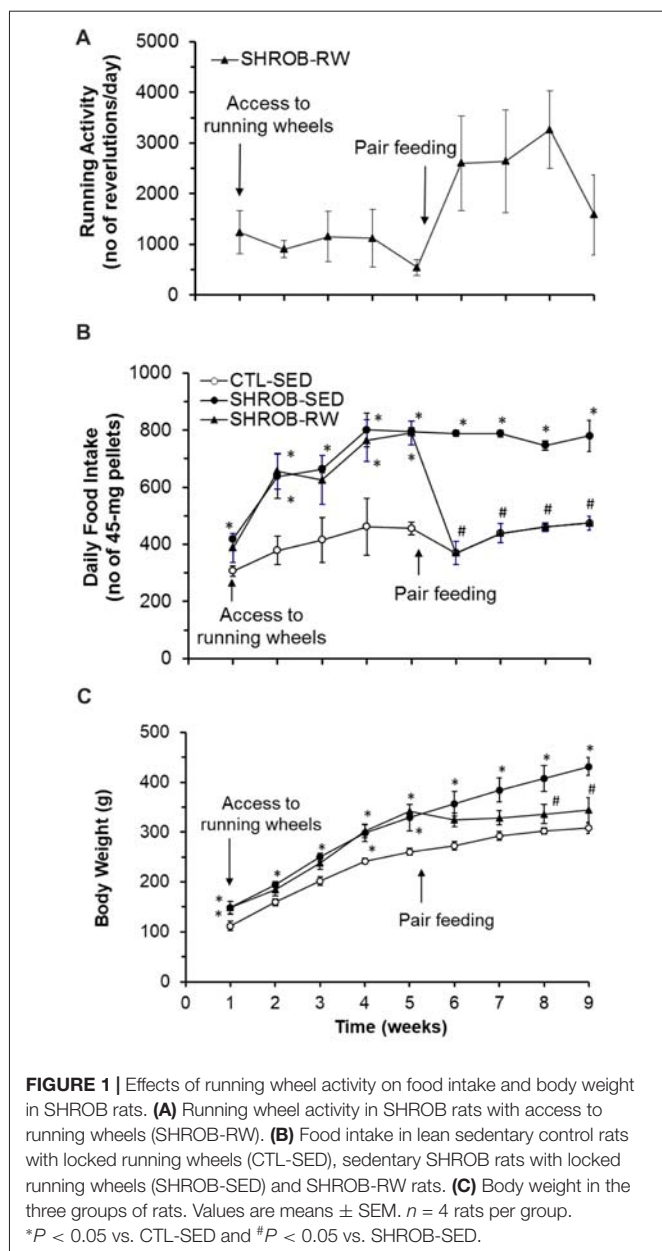 A
5000
SHROB-RW
4000
Access to
running wheels
Pair feeding
3000
2000
1000
0
Running Activity
(no of reverlutions/day)
B
1000
CTL-SED
SHROB-SED
SHROB-RW
800
600
400
200
0
Daily Food Intake
(no of 45-mg pellets)
* * * * * * * * *
* * *
# # # #
Access to
running wheels
Pair feeding
C
500
400
300
200
100
0
Body Weight (g)
Access to
running wheels
* * * * * * * * *
* * *
# #
Pair feeding
0 1 2 3 4 5 6 7 8 9
Time (weeks)
FIGURE 1 | Effects of running wheel activity on food intake and body weight
in SHROB rats. (A) Running wheel activity in SHROB rats with access to
running wheels (SHROB-RW). (B) Food intake in lean sedentary control rats
with locked running wheels (CTL-SED), sedentary SHROB rats with locked
running wheels (SHROB-SED) and SHROB-RW rats. (C) Body weight in the
three groups of rats. Values are means ± SEM. n = 4 rats per group.
*P < 0.05 vs. CTL-SED and #P < 0.05 vs. SHROB-SED.